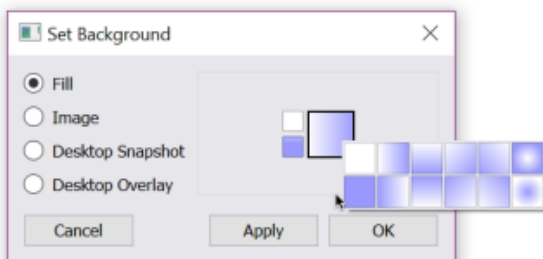 Set Background
Fill
Image
Desktop Snapshot
Desktop Overlay
Cancel Apply OK